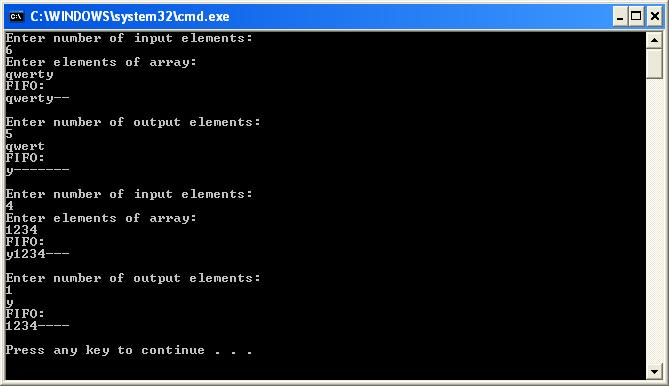 C:\WINDOWS\system32\cmd.exe
Enter number of input elements:
6
Enter elements of array:
qwerty
FIFO:
qwerty--
Enter number of output elements:
5
qwert
FIFO:
y-------
Enter number of input elements:
4
Enter elements of array:
1234
FIFO:
y1234---
Enter number of output elements:
1
y
FIFO:
1234----
Press any key to continue . . .